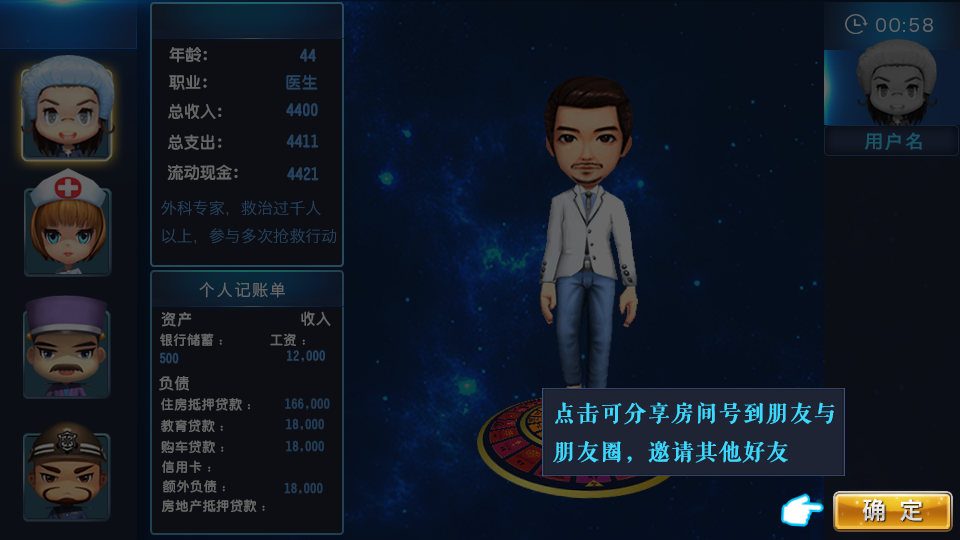 年龄: 44
职业: 医生
总收入: 4400
总支出: 4411
流动现金: 4421
外科专家，救治过千人
以上，参与多次抢救行动
个人记账单
资产 收入
银行储蓄： 工资：
500 12.000
负债
住房抵押贷款： 166.000
教育贷款： 18.000
购车贷款： 18.000
信用卡：
额外负债： 18.000
房地产抵押贷款：
00:58
用户名
点击可分享房间号到朋友与
朋友圈，邀请其他好友
确 定